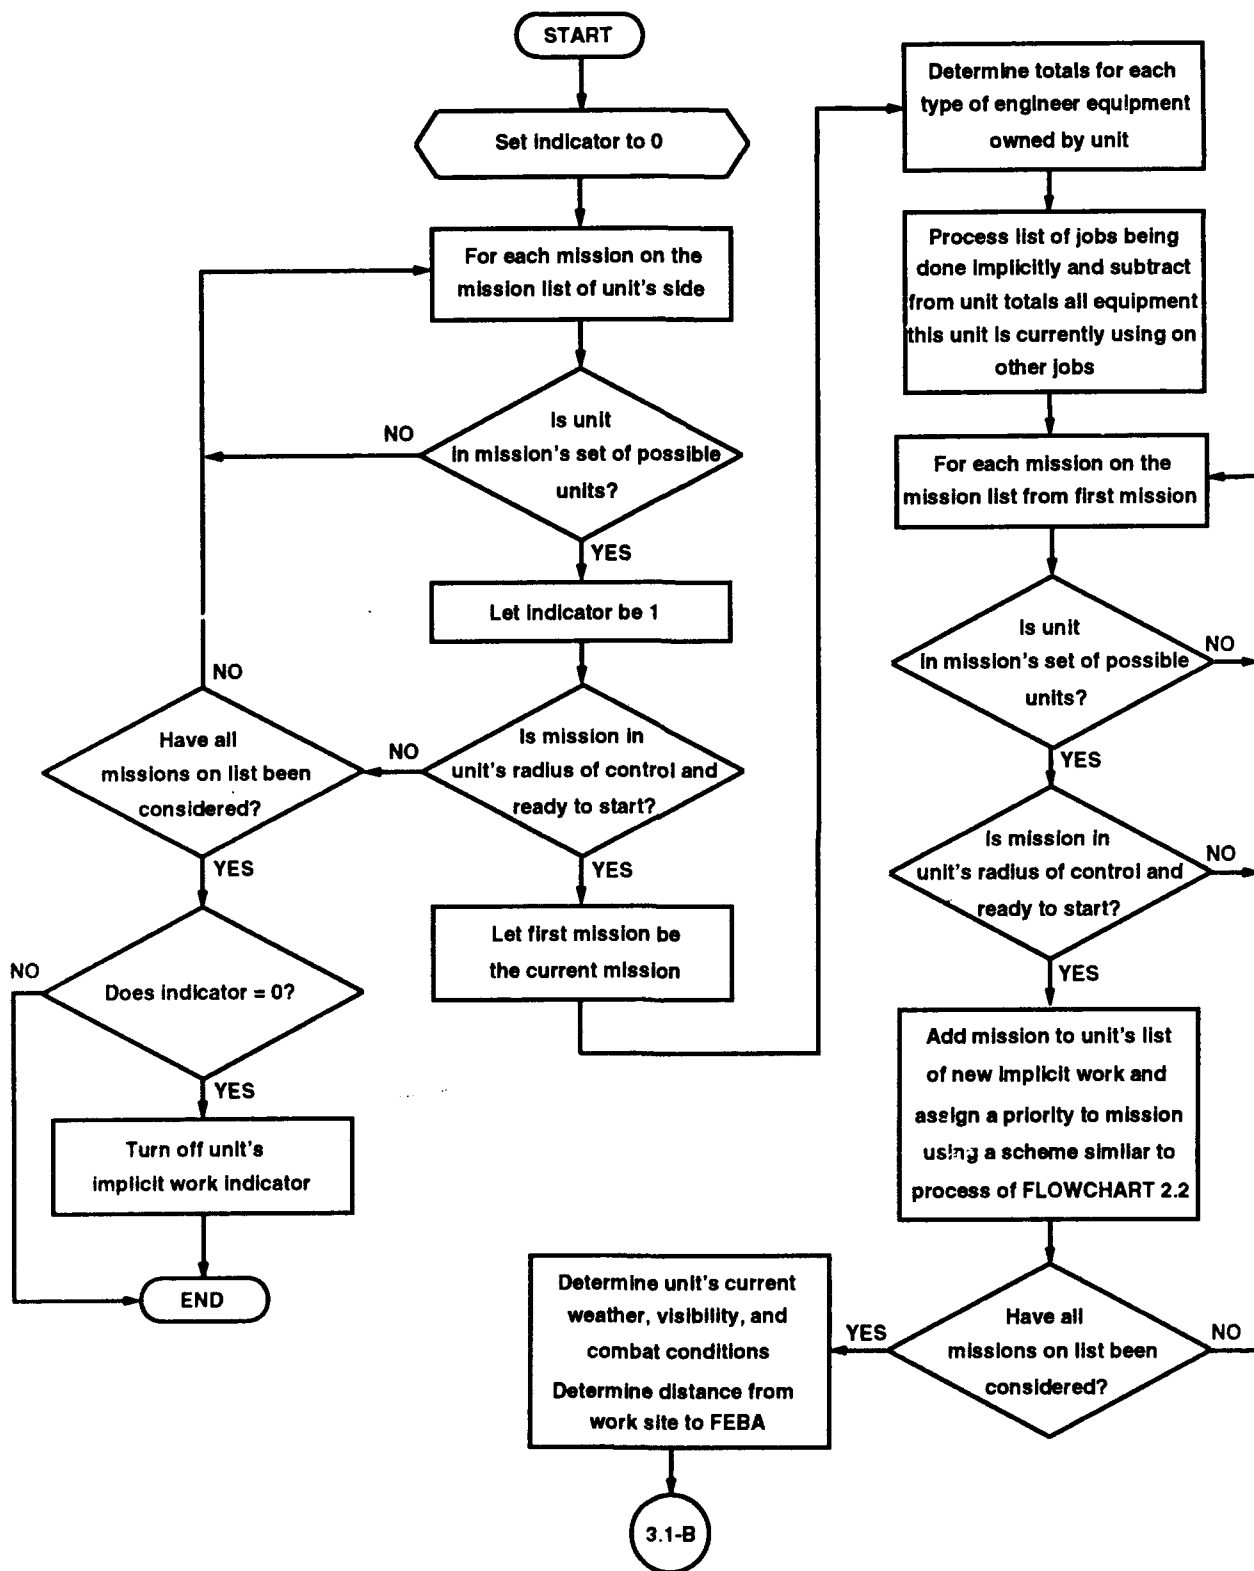 START
Set indicator to 0
For each mission on the
mission list of unit's side
Is unit
in mission's set of possible
units?
NO
YES
Let indicator be 1
Is mission in
unit's radius of control and
ready to start?
NO
YES
Let first mission be
the current mission
NO
Have all
missions on list been
considered?
YES
Does indicator = 0?
NO
YES
Turn off unit's
implicit work indicator
END
Determine totals for each
type of engineer equipment
owned by unit
Process list of jobs being
done implicitly and subtract
from unit totals all equipment
this unit is currently using on
other jobs
For each mission on the
mission list from first mission
Is unit
in mission's set of possible
units?
NO
YES
Is mission in
unit's radius of control and
ready to start?
NO
YES
Add mission to unit's list
of new implicit work and
assign a priority to mission
using a scheme similar to
process of FLOWCHART 2.2
Have all
missions on list been
considered?
NO
YES
Determine unit's current
weather, visibility, and
combat conditions
Determine distance from
work site to FEBA
3.1-B